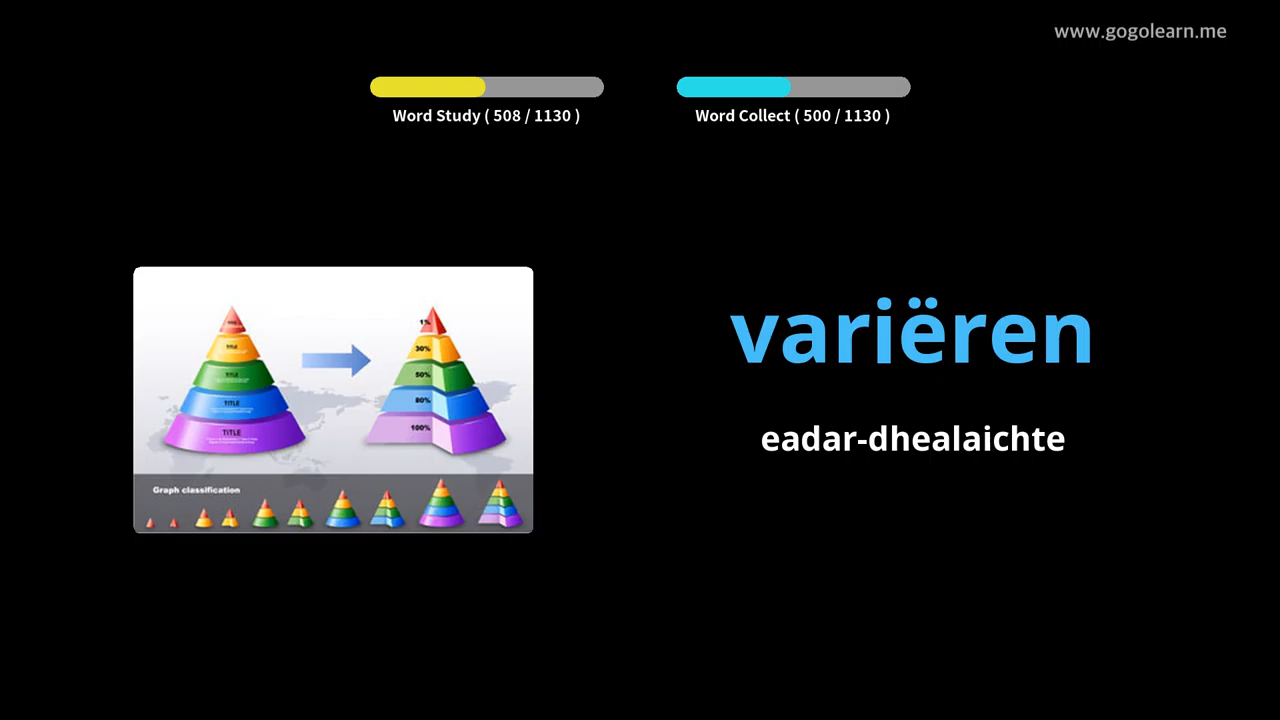 www.gogolearn.me
Word Study ( 508 / 1130 )
Word Collect ( 500 / 1130 )
variëren
eadar-dhealaichte
TITLE
TITLE
TITLE
TITLE
1%
30%
50%
80%
100%
Graph classification